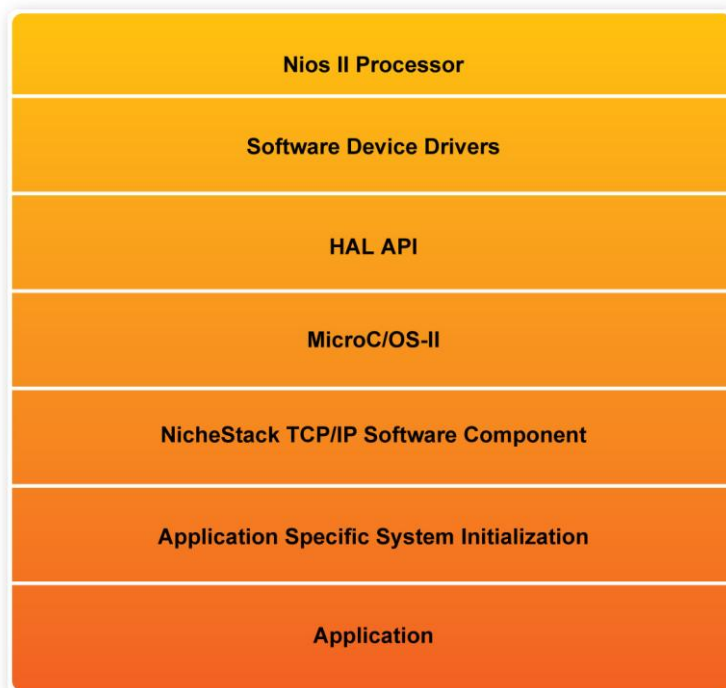 Nios II Processor
Software Device Drivers
HAL API
MicroC/OS-II
NicheStack TCP/IP Software Component
Application Specific System Initialization
Application